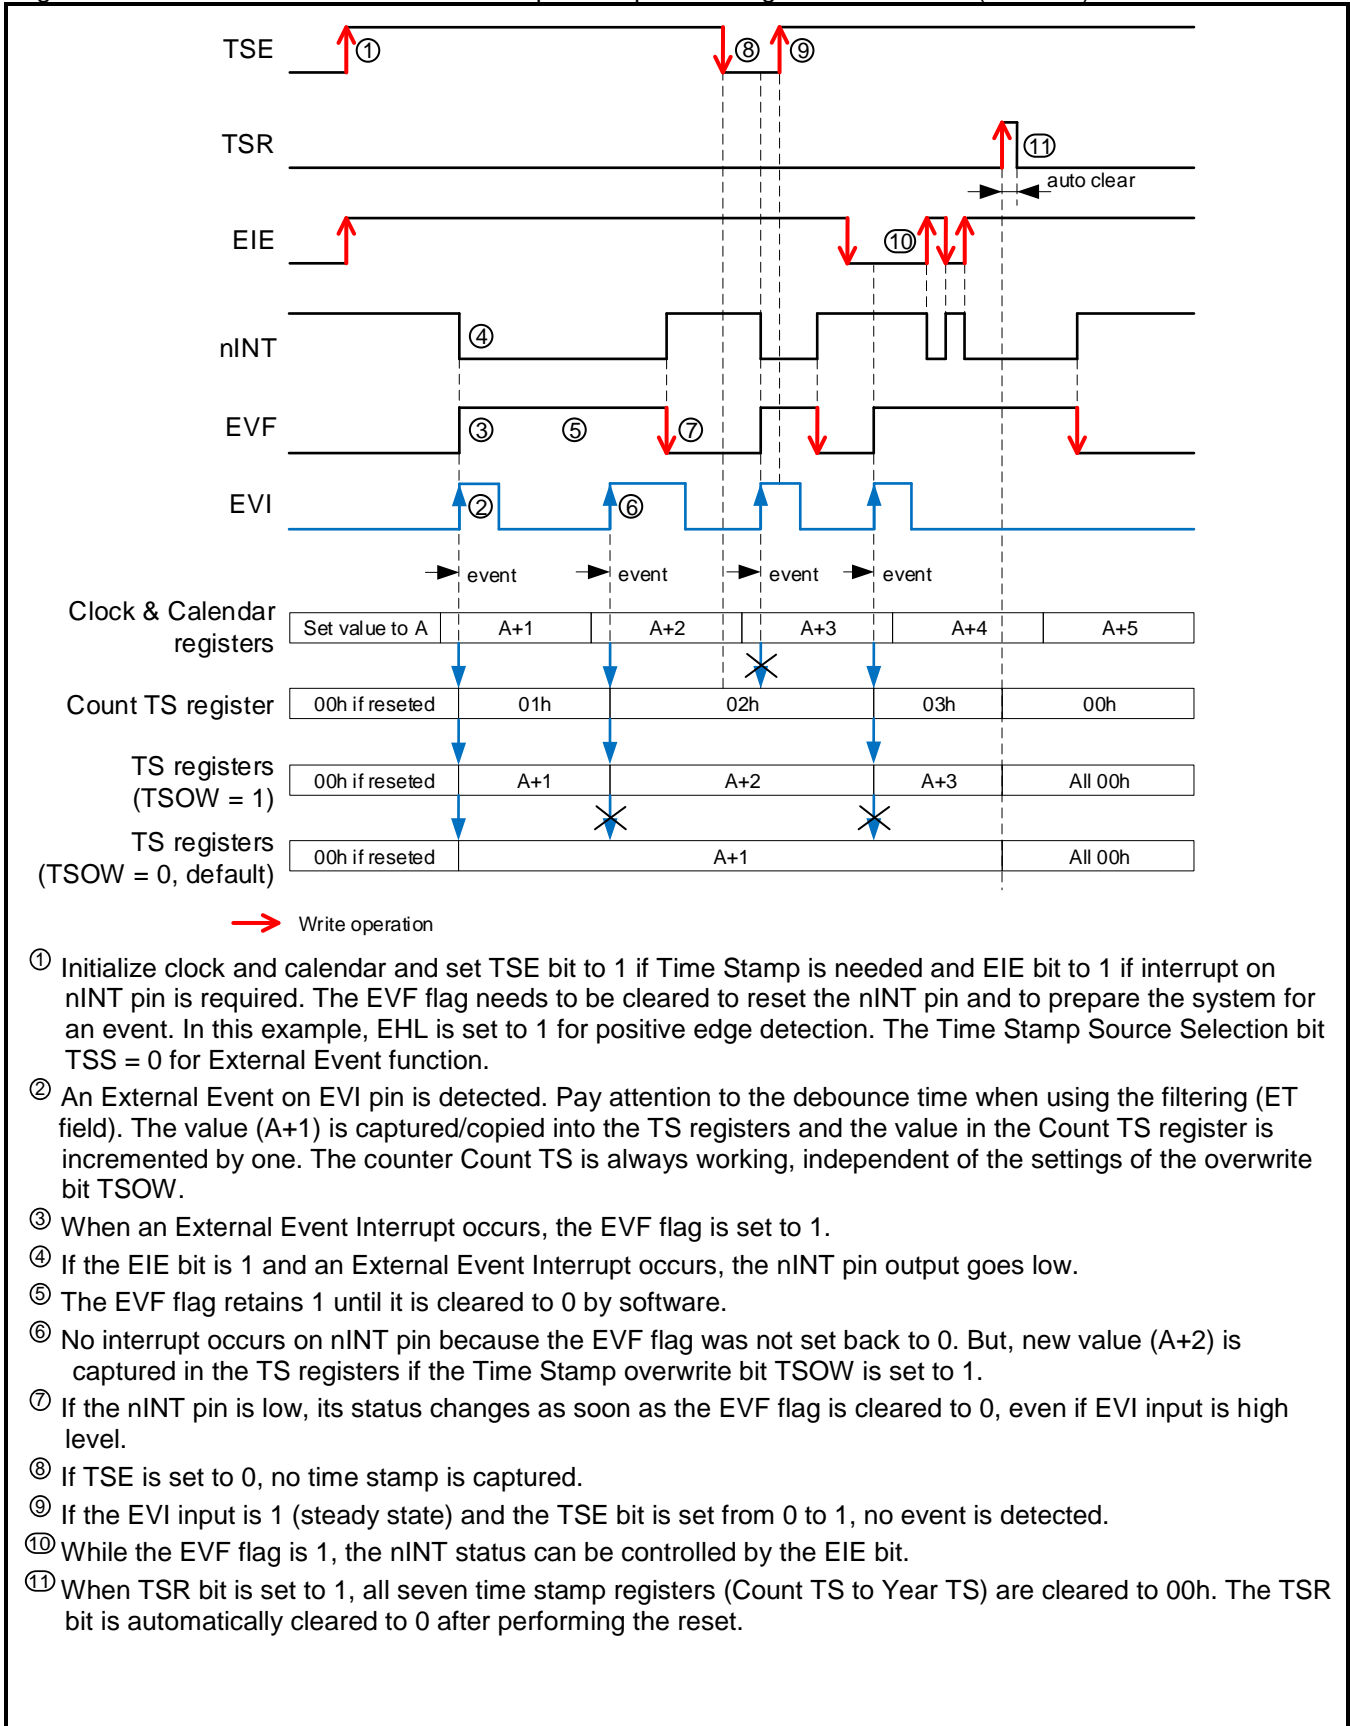 TSE ① ⑧ ⑨
TSR ⑪
auto clear
EIE ⑩
nINT ④
EVF ③ ⑤ ⑦
EVI ② ⑥
event event event event
Clock & Calendar
registers
Set value to A A+1 A+2 A+3 A+4 A+5
Count TS register 00h if reseted 01h 02h 03h 00h
TS registers
(TSOW = 1)
00h if reseted A+1 A+2 A+3 All 00h
TS registers
(TSOW = 0, default)
00h if reseted A+1 All 00h
Write operation
① Initialize clock and calendar and set TSE bit to 1 if Time Stamp is needed and EIE bit to 1 if interrupt on
nINT pin is required. The EVF flag needs to be cleared to reset the nINT pin and to prepare the system for
an event. In this example, EHL is set to 1 for positive edge detection. The Time Stamp Source Selection bit
TSS = 0 for External Event function.
② An External Event on EVI pin is detected. Pay attention to the debounce time when using the filtering (ET
field). The value (A+1) is captured/copied into the TS registers and the value in the Count TS register is
incremented by one. The counter Count TS is always working, independent of the settings of the overwrite
bit TSOW.
③ When an External Event Interrupt occurs, the EVF flag is set to 1.
④ If the EIE bit is 1 and an External Event Interrupt occurs, the nINT pin output goes low.
⑤ The EVF flag retains 1 until it is cleared to 0 by software.
⑥ No interrupt occurs on nINT pin because the EVF flag was not set back to 0. But, new value (A+2) is
captured in the TS registers if the Time Stamp overwrite bit TSOW is set to 1.
⑦ If the nINT pin is low, its status changes as soon as the EVF flag is cleared to 0, even if EVI input is high
level.
⑧ If TSE is set to 0, no time stamp is captured.
⑨ If the EVI input is 1 (steady state) and the TSE bit is set from 0 to 1, no event is detected.
⑩ While the EVF flag is 1, the nINT status can be controlled by the EIE bit.
⑪ When TSR bit is set to 1, all seven time stamp registers (Count TS to Year TS) are cleared to 00h. The TSR
bit is automatically cleared to 0 after performing the reset.